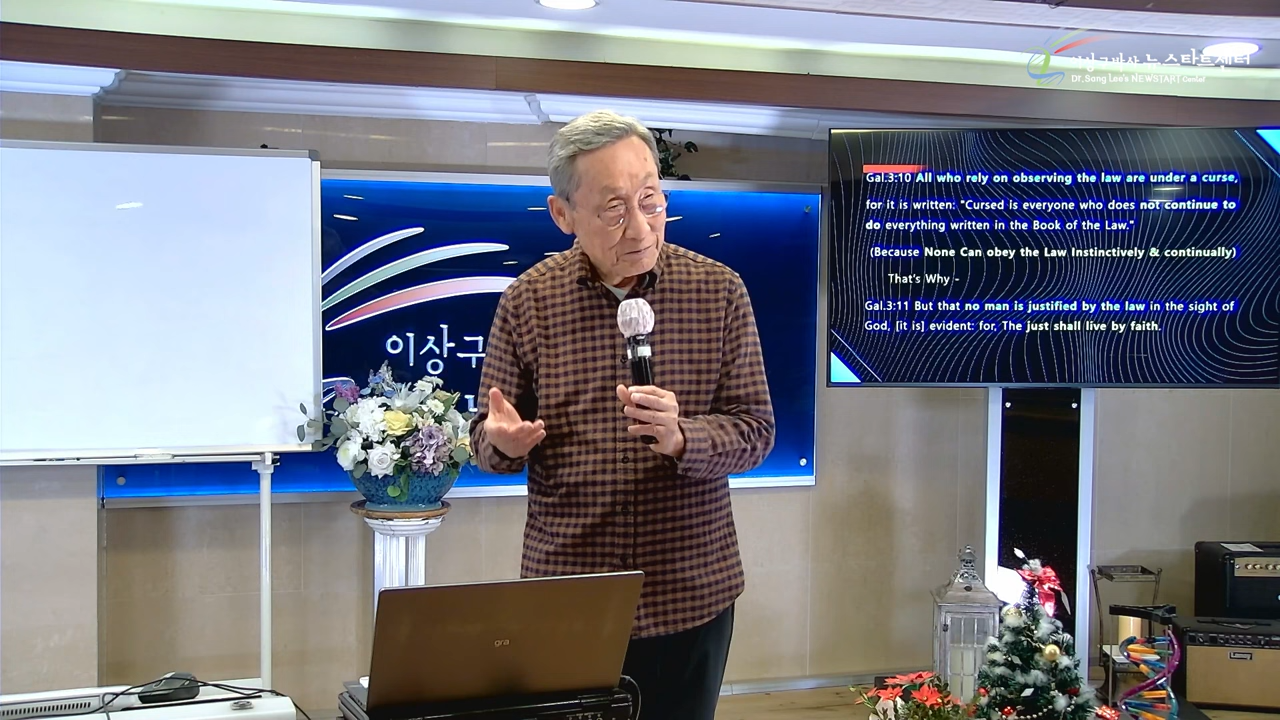 뉴스타트센터
Dr.Sang Lee's NEWSTART Center
Gal.3:10 All who rely on observing the law are under a curse,
for it is written: "Cursed is everyone who does not continue to
do everything written in the Book of the Law."
(Because None Can obey the Law Instinctively & continually)
That's Why -
Gal.3:11 But that no man is justified by the law in the sight of
God, [it is] evident: for, The just shall live by faith.
이상구
gra
Laney